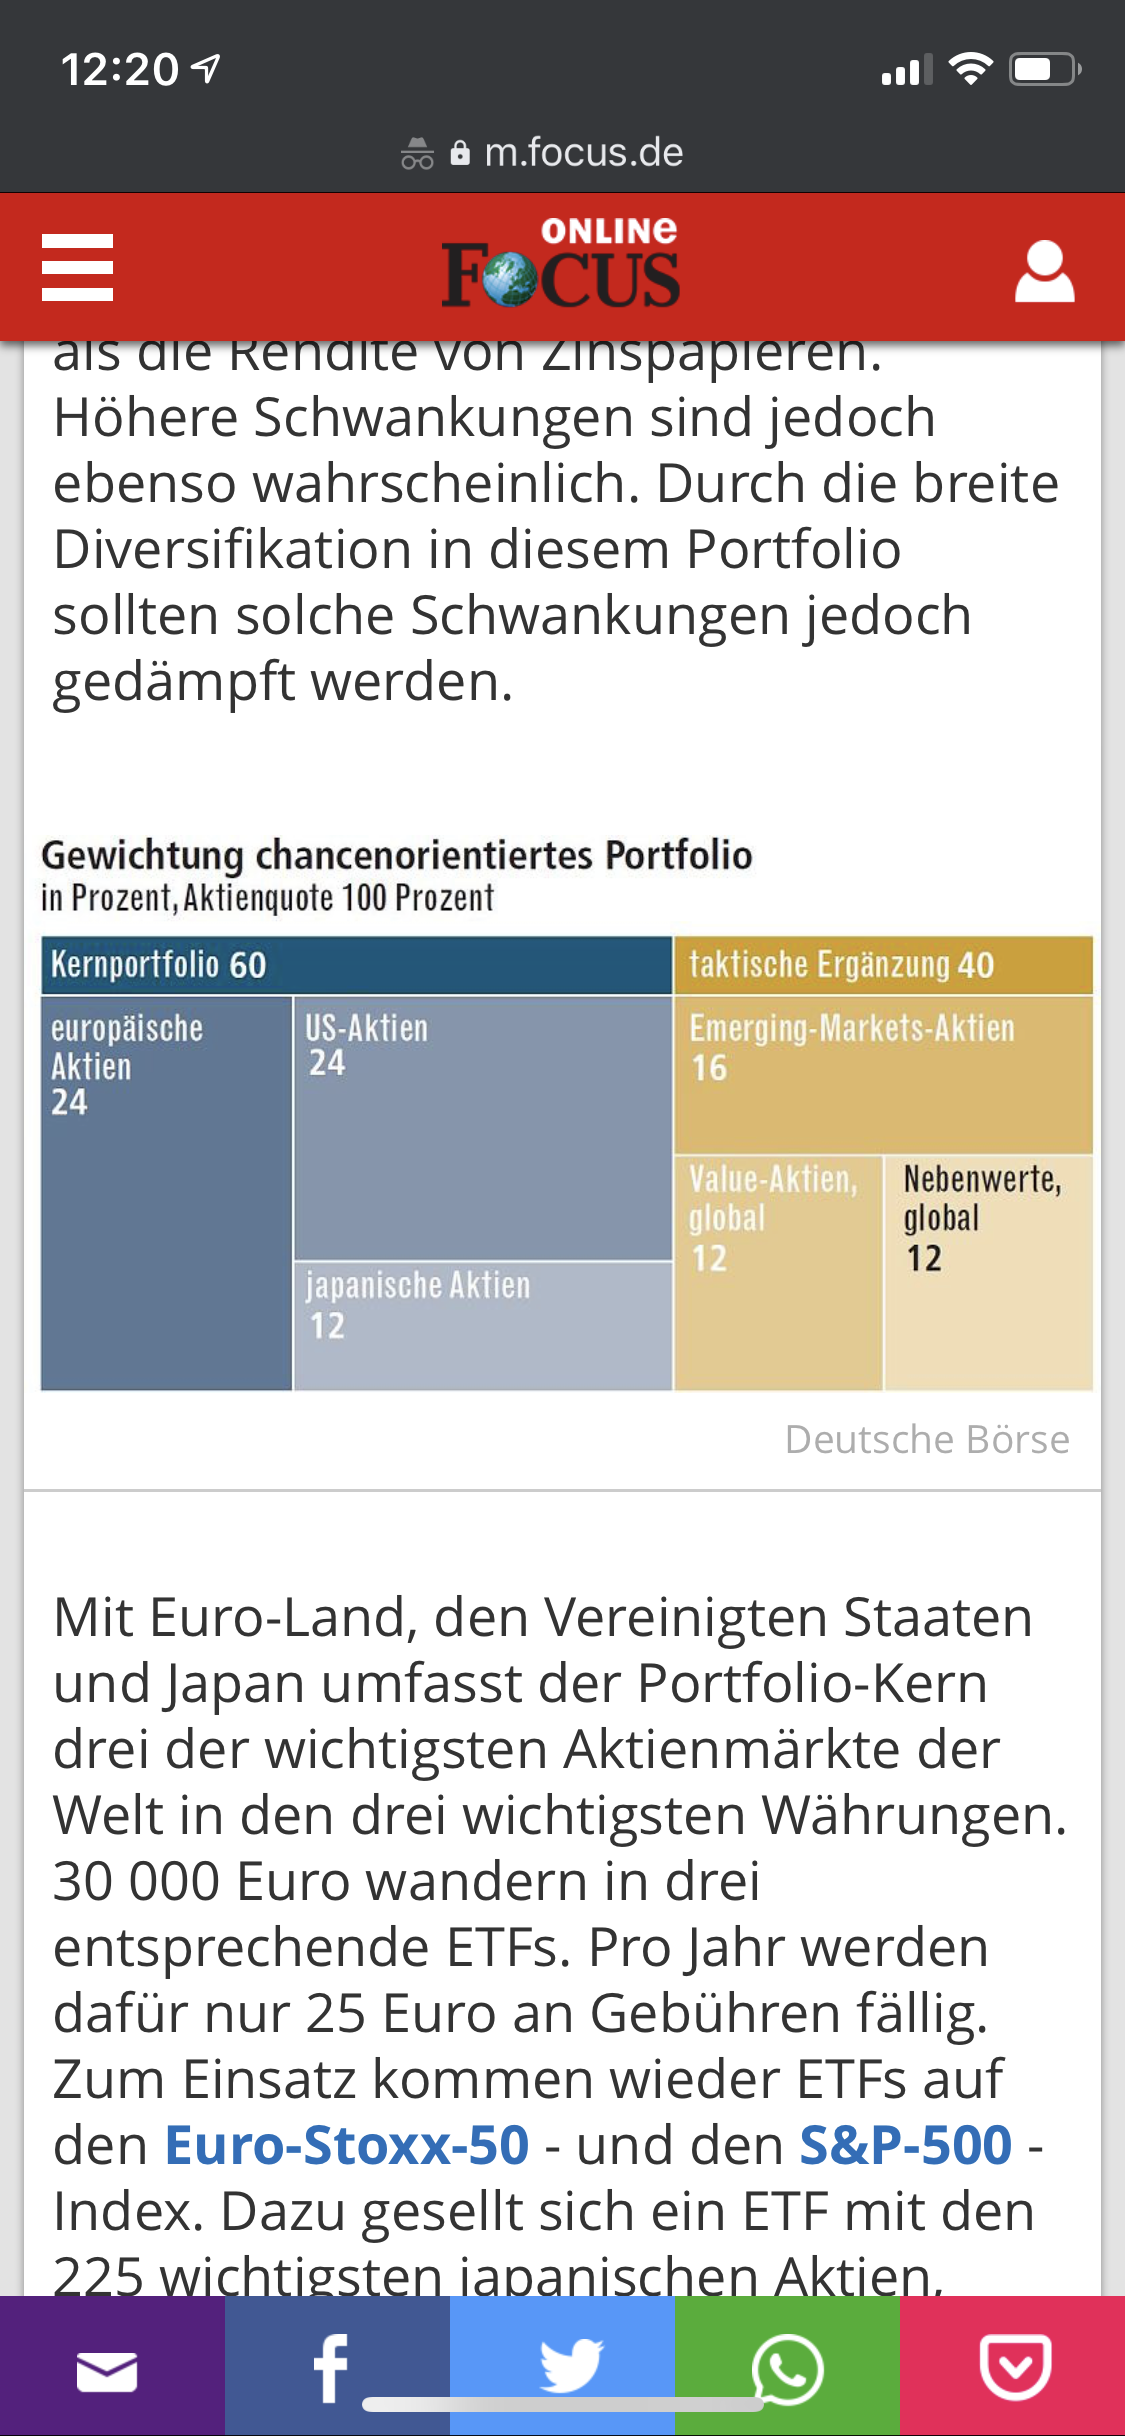 12:20
m.focus.de
ONLINE
FOCUS
als die Rendite von Zinspapieren.
Höhere Schwankungen sind jedoch
ebenso wahrscheinlich. Durch die breite
Diversifikation in diesem Portfolio
sollten solche Schwankungen jedoch
gedämpft werden.
Gewichtung chancenorientiertes Portfolio
in Prozent, Aktienquote 100 Prozent
Kernportfolio 60
taktische Ergänzung 40
europäische
Aktien
24
US-Aktien
24
japanische Aktien
12
Emerging-Markets-Aktien
16
Value-Aktien,
global
12
Nebenwerte,
global
12
Deutsche Börse
Mit Euro-Land, den Vereinigten Staaten
und Japan umfasst der Portfolio-Kern
drei der wichtigsten Aktienmärkte der
Welt in den drei wichtigsten Währungen.
30 000 Euro wandern in drei
entsprechende ETFs. Pro Jahr werden
dafür nur 25 Euro an Gebühren fällig.
Zum Einsatz kommen wieder ETFs auf
den Euro-Stoxx-50 - und den S&P-500 -
Index. Dazu gesellt sich ein ETF mit den
225 wichtigsten japanischen Aktien,